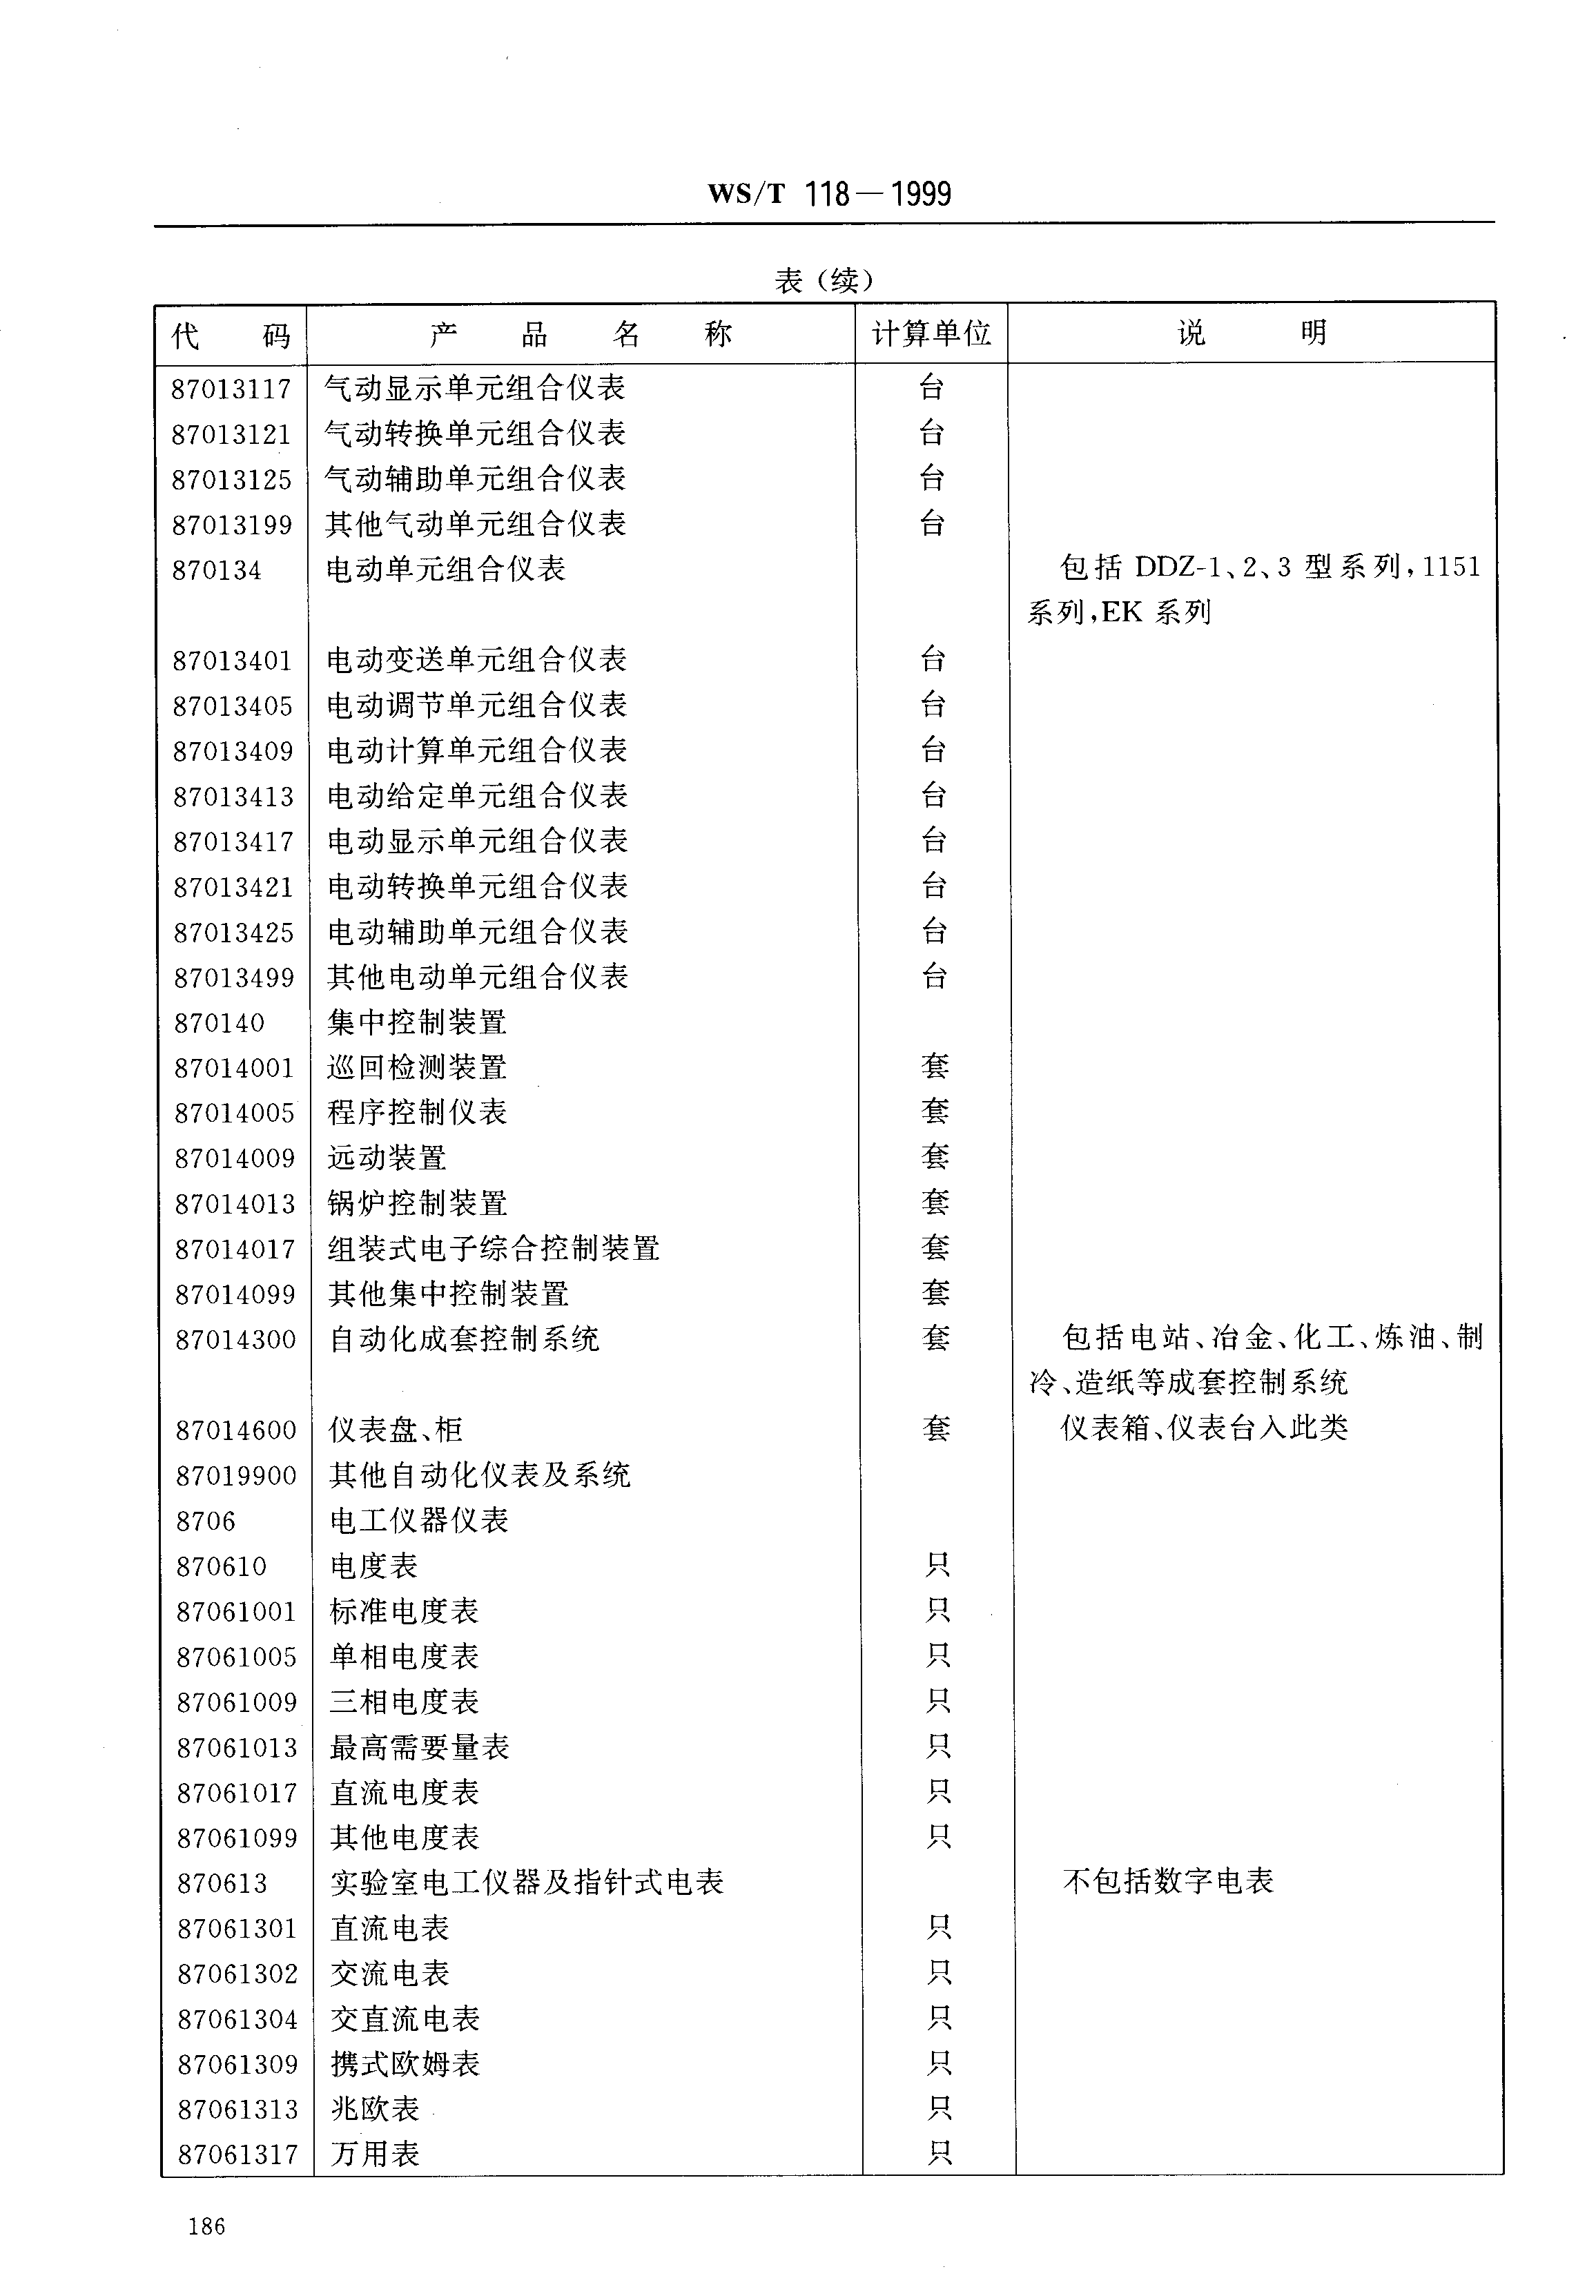 WS/T 118—1999
表（续）
代 码 产 品 名 称 计算单位 说 明
87013117 气动显示单元组合仪表 台
87013121 气动转换单元组合仪表 台
87013125 气动辅助单元组合仪表 台
87013199 其他气动单元组合仪表 台
870134 电动单元组合仪表 包括 DDZ-1、2、3 型系列，1151
系列，EK 系列
87013401 电动变送单元组合仪表 台
87013405 电动调节单元组合仪表 台
87013409 电动计算单元组合仪表 台
87013413 电动给定单元组合仪表 台
87013417 电动显示单元组合仪表 台
87013421 电动转换单元组合仪表 台
87013425 电动辅助单元组合仪表 台
87013499 其他电动单元组合仪表 台
870140 集中控制装置
87014001 巡回检测装置 套
87014005 程序控制仪表 套
87014009 远动装置 套
87014013 锅炉控制装置 套
87014017 组装式电子综合控制装置 套
87014099 其他集中控制装置 套
87014300 自动化成套控制系统 套 包括电站、冶金、化工、炼油、制
冷、造纸等成套控制系统
87014600 仪表盘、柜 套 仪表箱、仪表台入此类
87019900 其他自动化仪表及系统
8706 电工仪器仪表
870610 电度表 只
87061001 标准电度表 只
87061005 单相电度表 只
87061009 三相电度表 只
87061013 最高需要量表 只
87061017 直流电度表 只
87061099 其他电度表 只
870613 实验室电工仪器及指针式电表 不包括数字电表
87061301 直流电表 只
87061302 交流电表 只
87061304 交直流电表 只
87061309 携式欧姆表 只
87061313 兆欧表 只
87061317 万用表 只
186